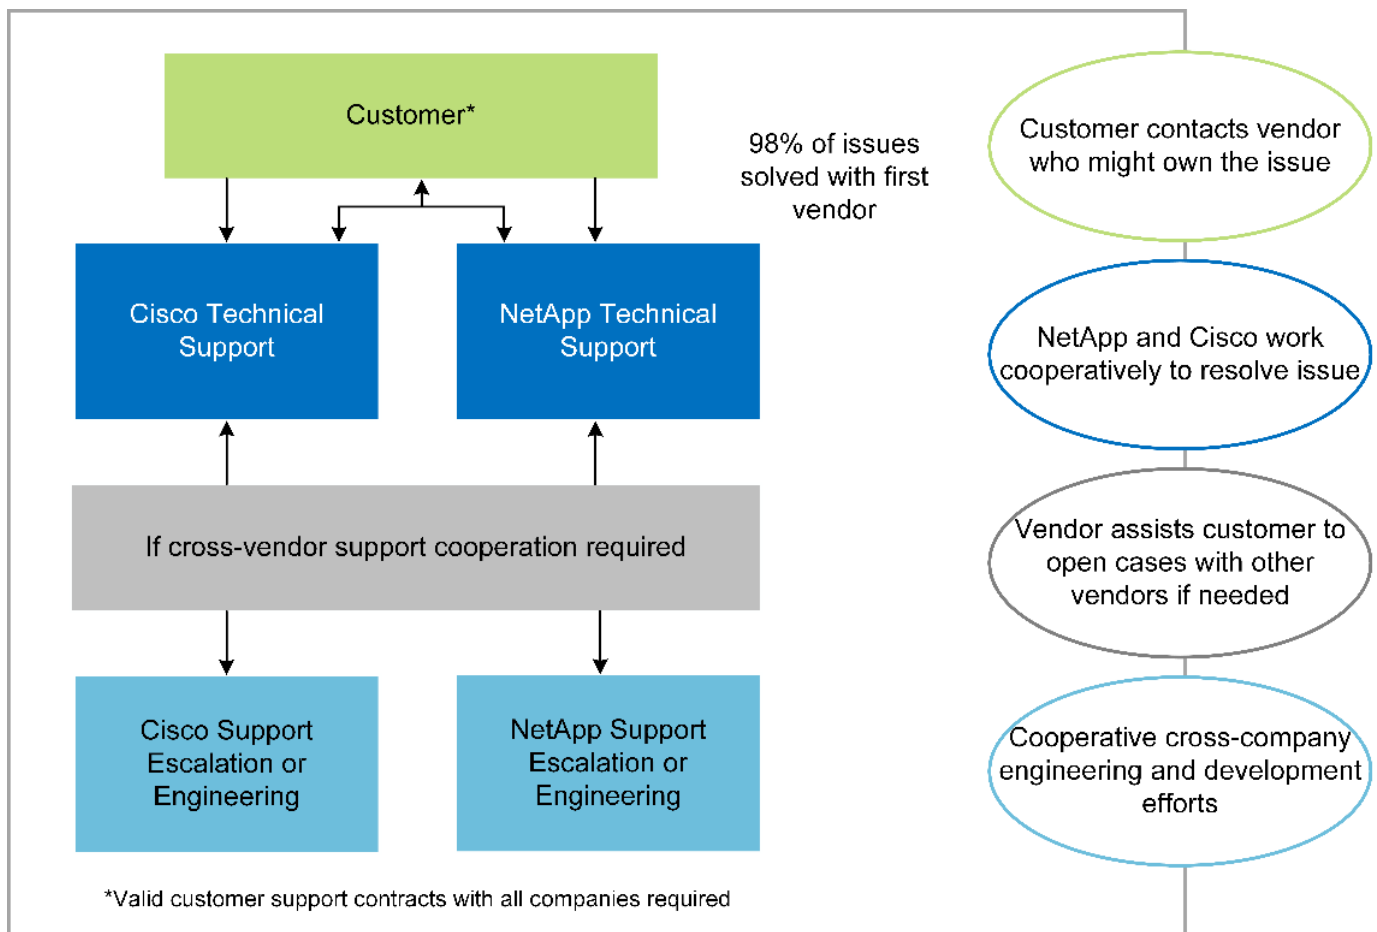 Customer*
98% of issues
solved with first
vendor
Customer contacts vendor
who might own the issue
Cisco Technical
Support
NetApp Technical
Support
NetApp and Cisco work
cooperatively to resolve issue
If cross-vendor support cooperation required
Vendor assists customer to
open cases with other
vendors if needed
Cisco Support
Escalation or
Engineering
NetApp Support
Escalation or
Engineering
Cooperative cross-company
engineering and development
efforts
*Valid customer support contracts with all companies required